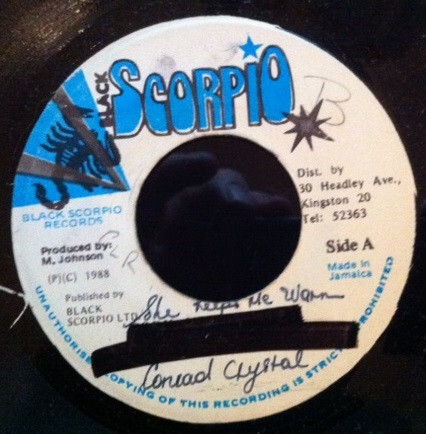 BLACK
SCORPIO
B
BLACK SCORPIO
RECORDS
Dist. by
30 Headley Ave.,
Kingston 20
Tel: 52363
Produced by:
M. Johnson
(P)(C) 1988
Side A
Made in
Jamaica
Published by
BLACK
SCORPIO LTD.
She Keeps Me Warm
Conrad Crystal
UNAUTHORISED COPYING OF THIS RECORDING IS STRICTLY PROHIBITED